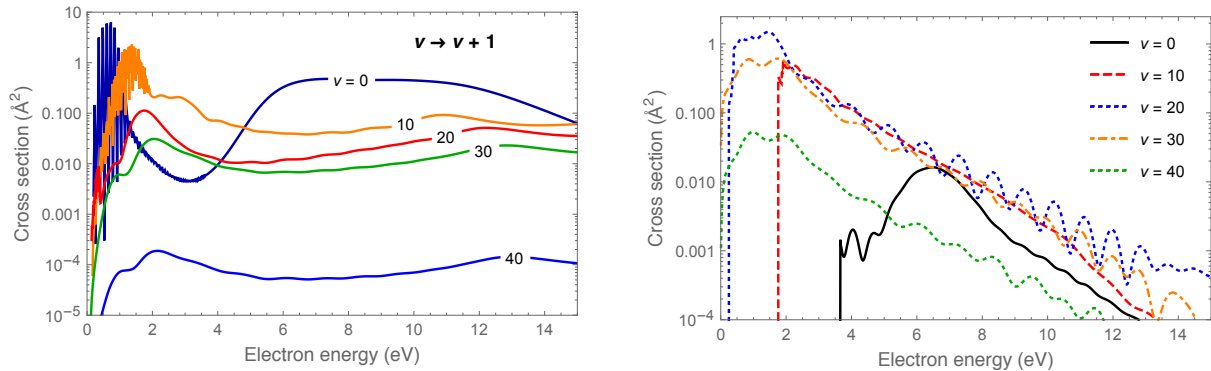 10
1
0.100
0.010
0.001
10⁻⁴
10⁻⁵
Cross section (Å²)
0 2 4 6 8 10 12 14
Electron energy (eV)
v → v + 1
v = 0
10
20
30
40
1
0.100
0.010
0.001
10⁻⁴
Cross section (Å²)
0 2 4 6 8 10 12 14
Electron energy (eV)
v = 0
v = 10
v = 20
v = 30
v = 40